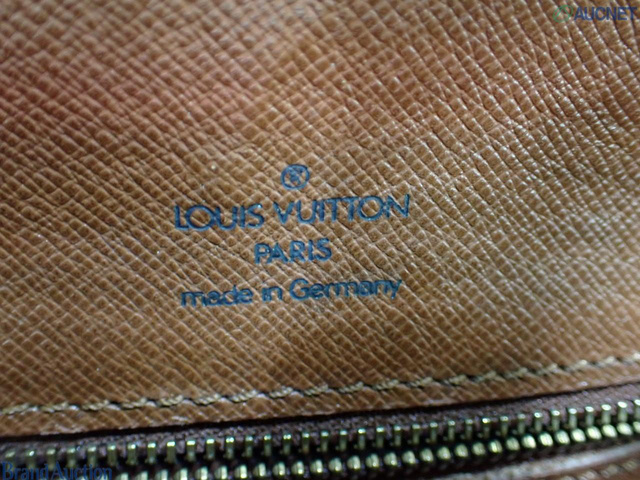 AUCNET
LOUIS VUITTON
PARIS
made in Germany
Brand Auction